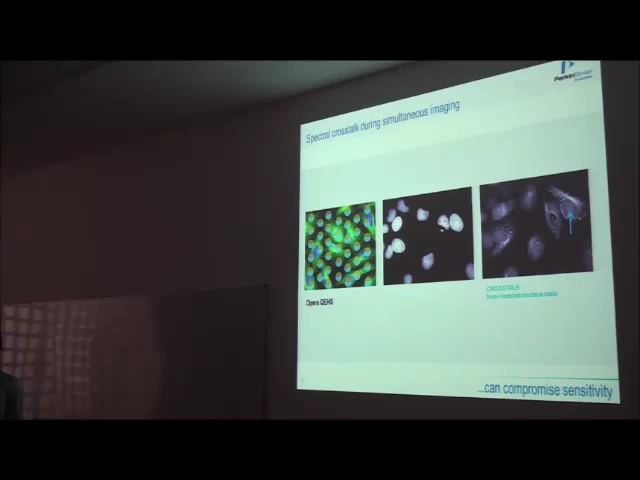 PerkinElmer
Spectral crosstalk during simultaneous imaging
Opera QEHS
CROSSTALK
from Hoechst nucleus stain
...can compromise sensitivity